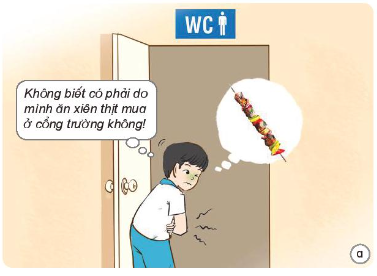 WC
Không biết có phải do
mình ăn xiên thịt mua
ở cổng trường không!
a